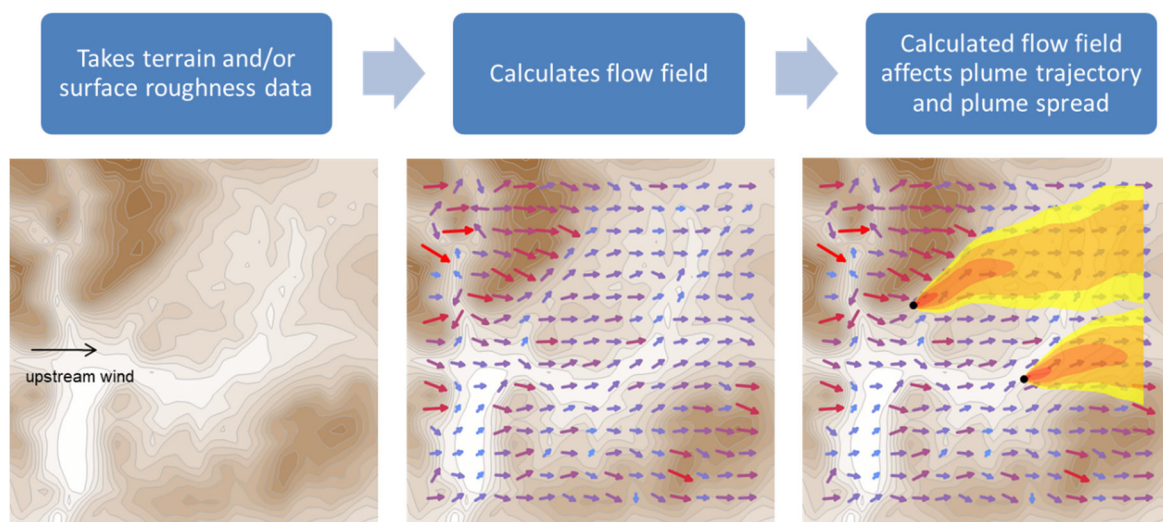 Takes terrain and/or
surface roughness data
Calculates flow field
Calculated flow field
affects plume trajectory
and plume spread
upstream wind